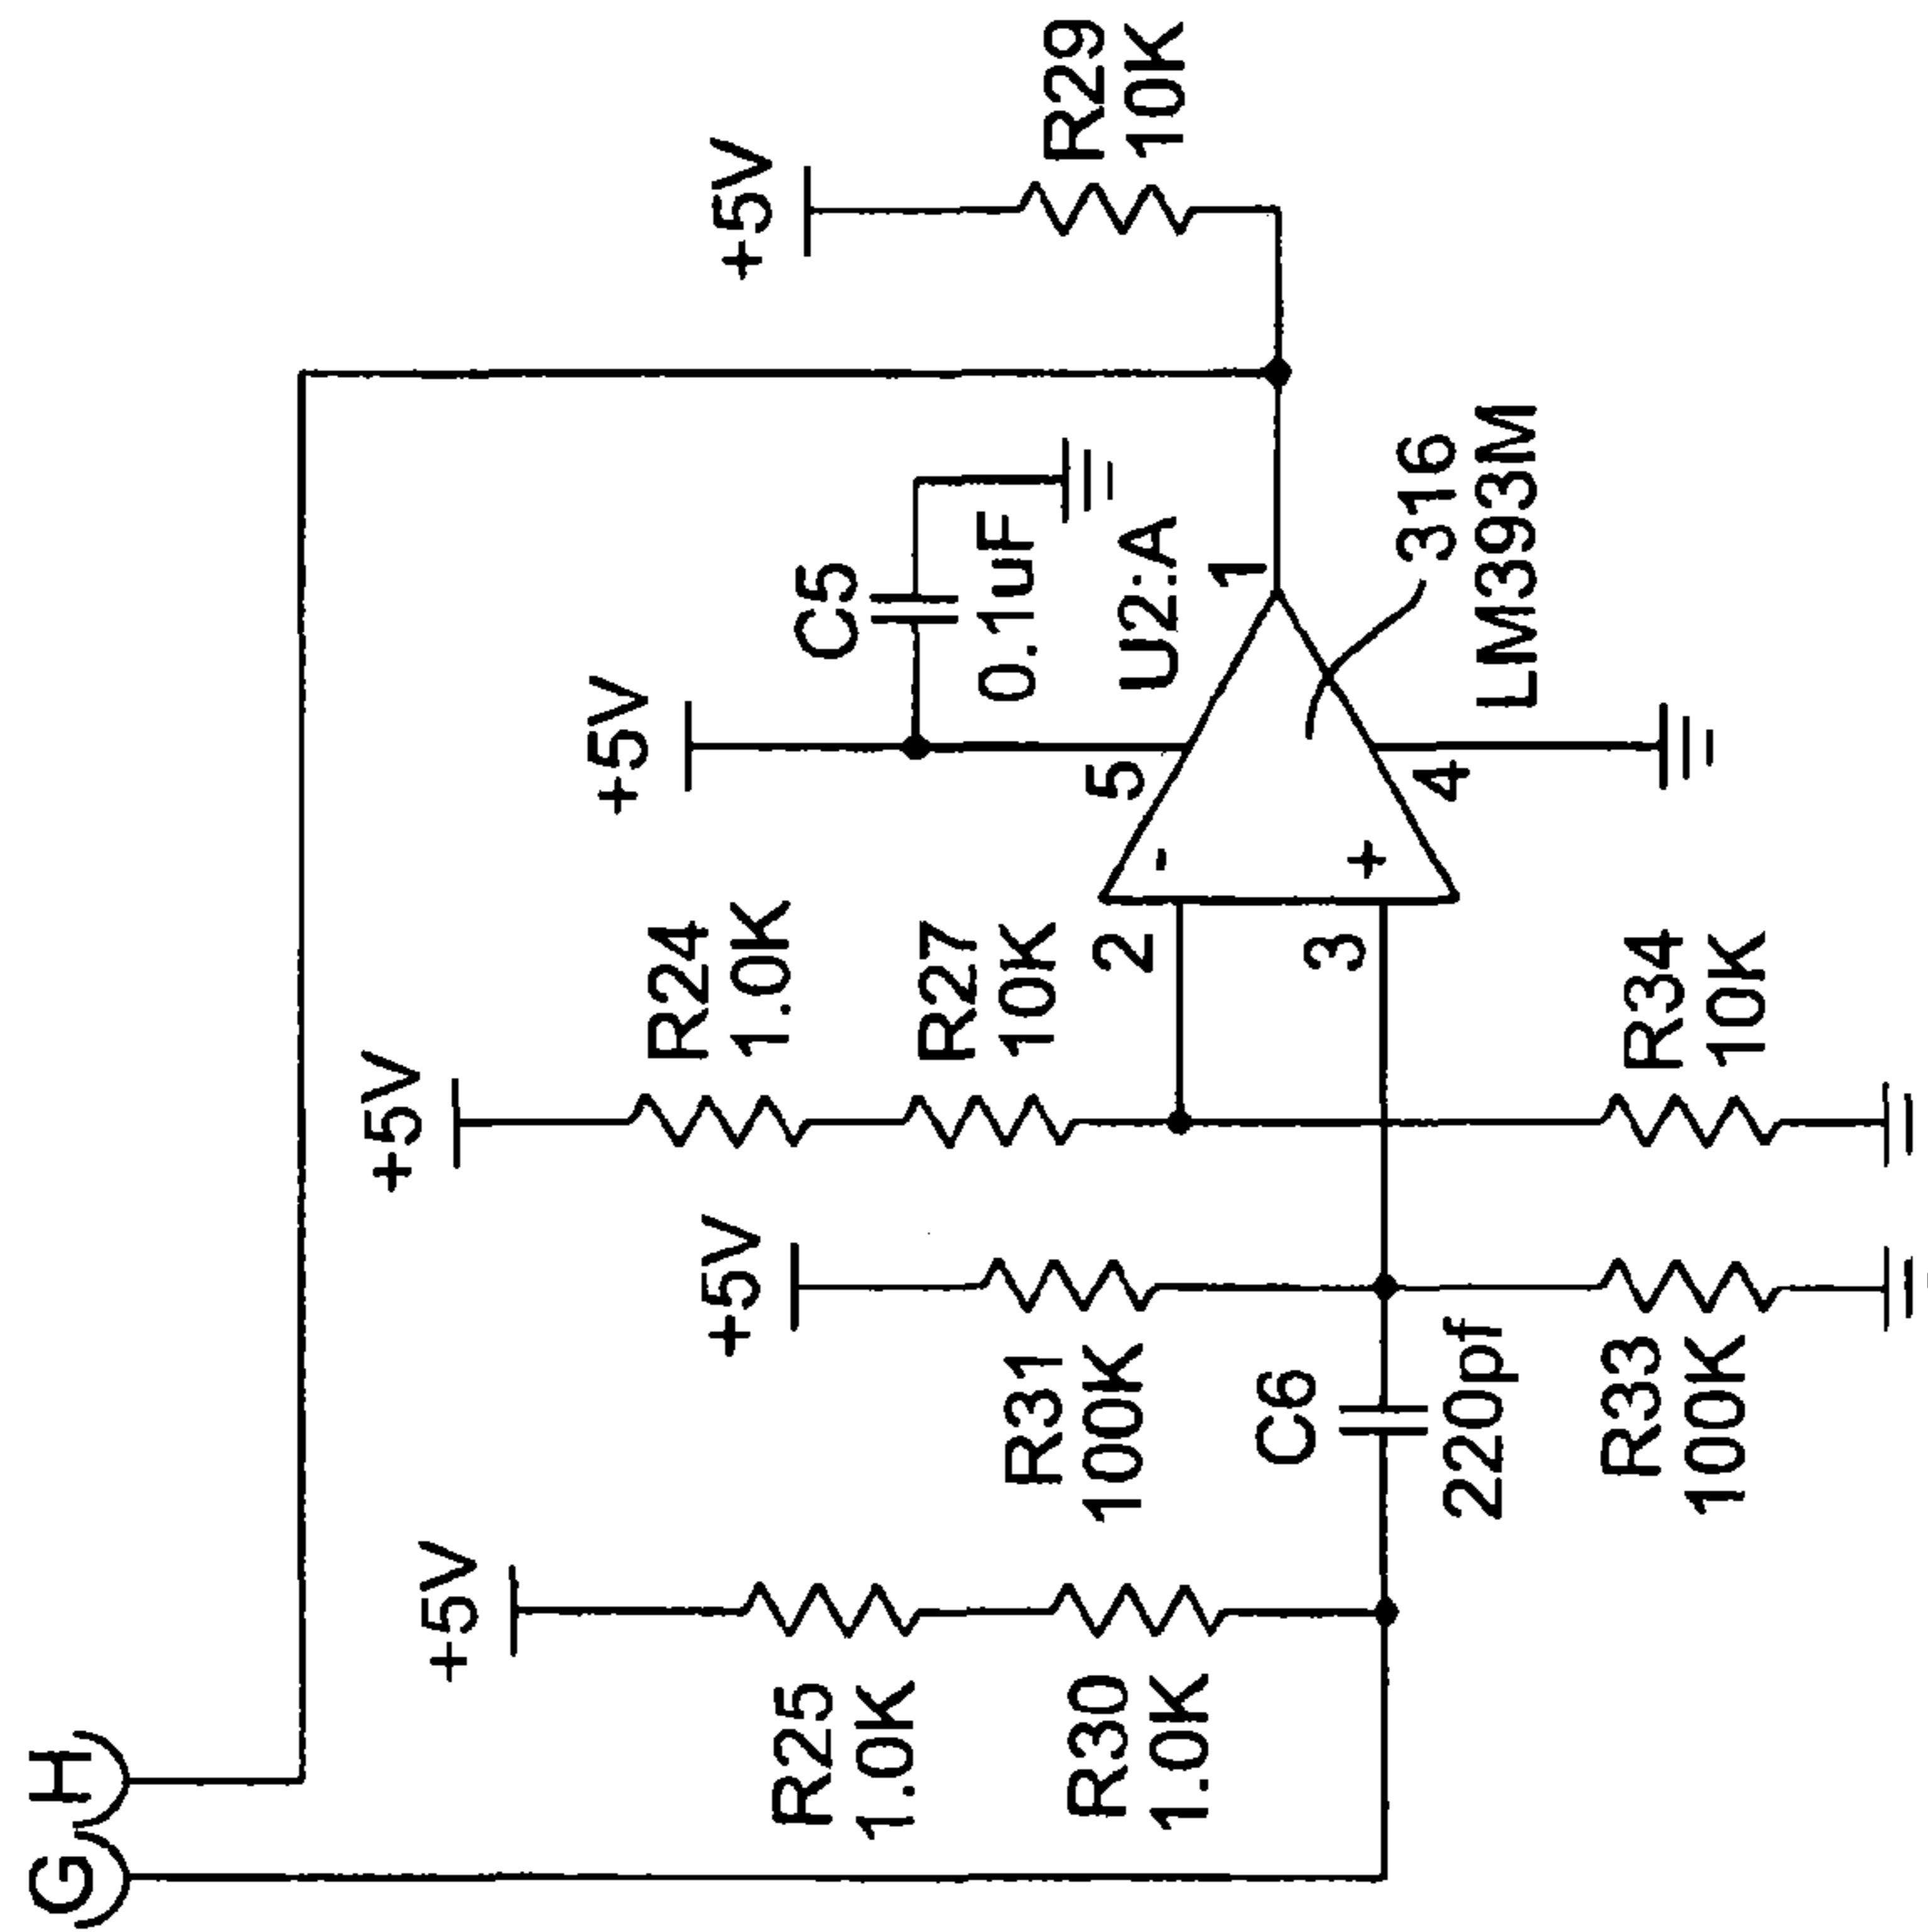 G
H
+5V
R25
1.0K
R30
1.0K
+5V
R31
100K
C6
220pf
R33
100K
+5V
R24
1.0K
R27
10K
2
3
R34
10K
-
+
5
4
+5V
C5
0.1uF
U2:A
1
316
LM393M
+5V
R29
10K